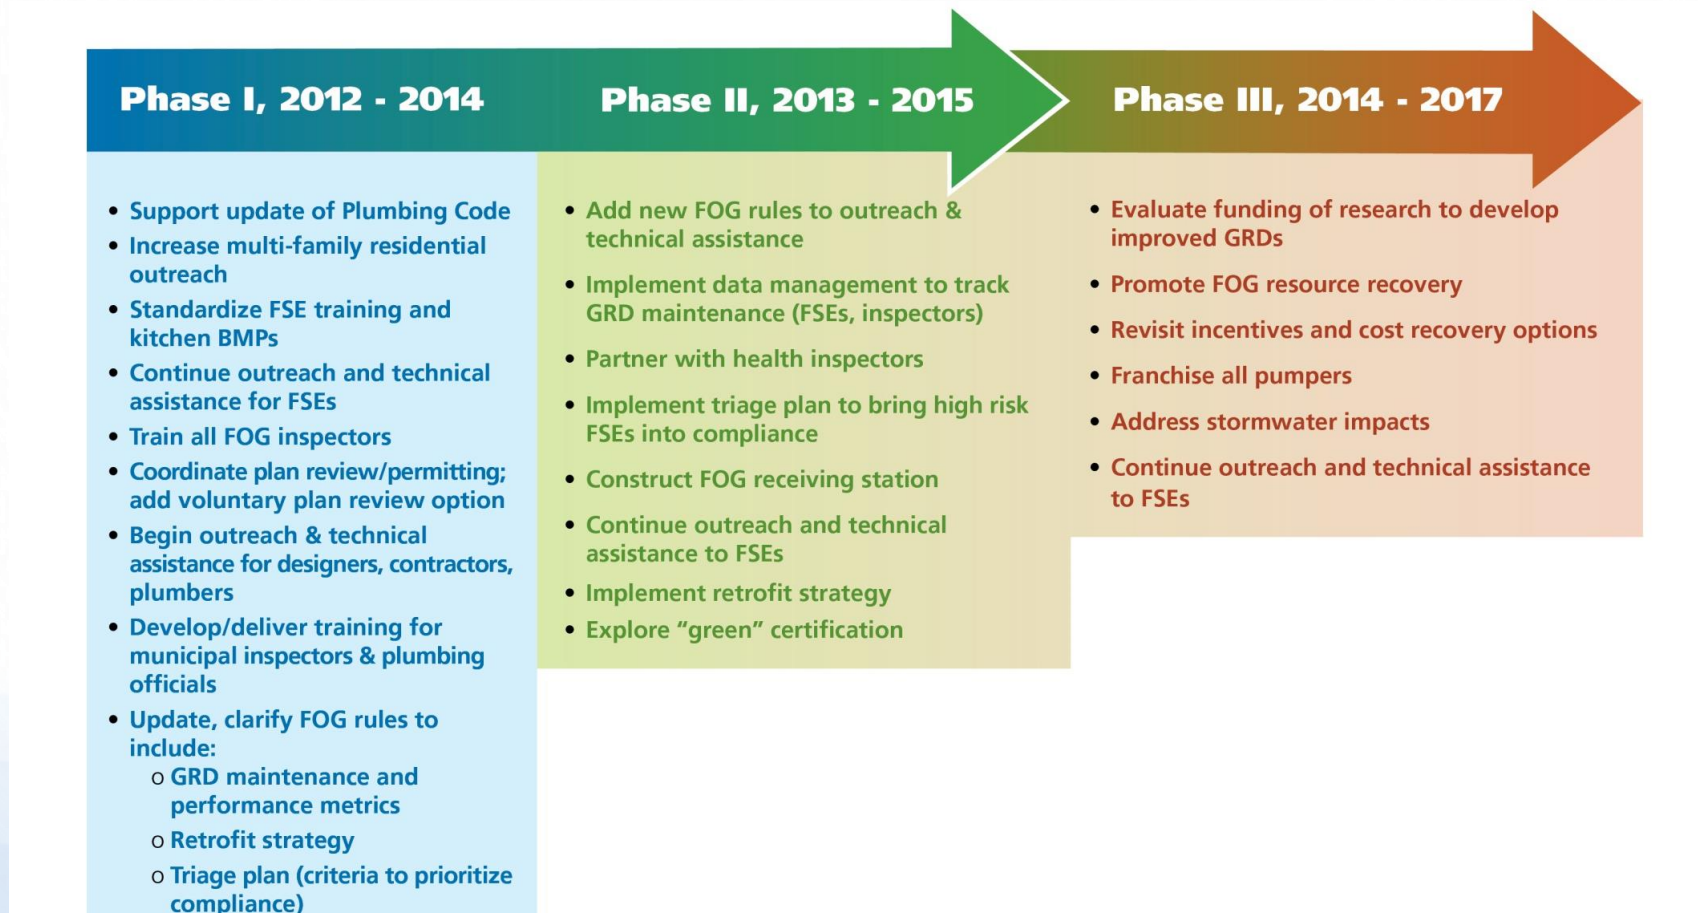 Phase I, 2012 - 2014
• Support update of Plumbing Code
• Increase multi-family residential
outreach
• Standardize FSE training and
kitchen BMPs
• Continue outreach and technical
assistance for FSEs
• Train all FOG inspectors
• Coordinate plan review/permitting;
add voluntary plan review option
• Begin outreach & technical
assistance for designers, contractors,
plumbers
• Develop/deliver training for
municipal inspectors & plumbing
officials
• Update, clarify FOG rules to
include:
o GRD maintenance and
performance metrics
o Retrofit strategy
o Triage plan (criteria to prioritize
compliance)
Phase II, 2013 - 2015
• Add new FOG rules to outreach &
technical assistance
• Implement data management to track
GRD maintenance (FSEs, inspectors)
• Partner with health inspectors
• Implement triage plan to bring high risk
FSEs into compliance
• Construct FOG receiving station
• Continue outreach and technical
assistance to FSEs
• Implement retrofit strategy
• Explore “green” certification
Phase III, 2014 - 2017
• Evaluate funding of research to develop
improved GRDs
• Promote FOG resource recovery
• Revisit incentives and cost recovery options
• Franchise all pumpers
• Address stormwater impacts
• Continue outreach and technical assistance
to FSEs